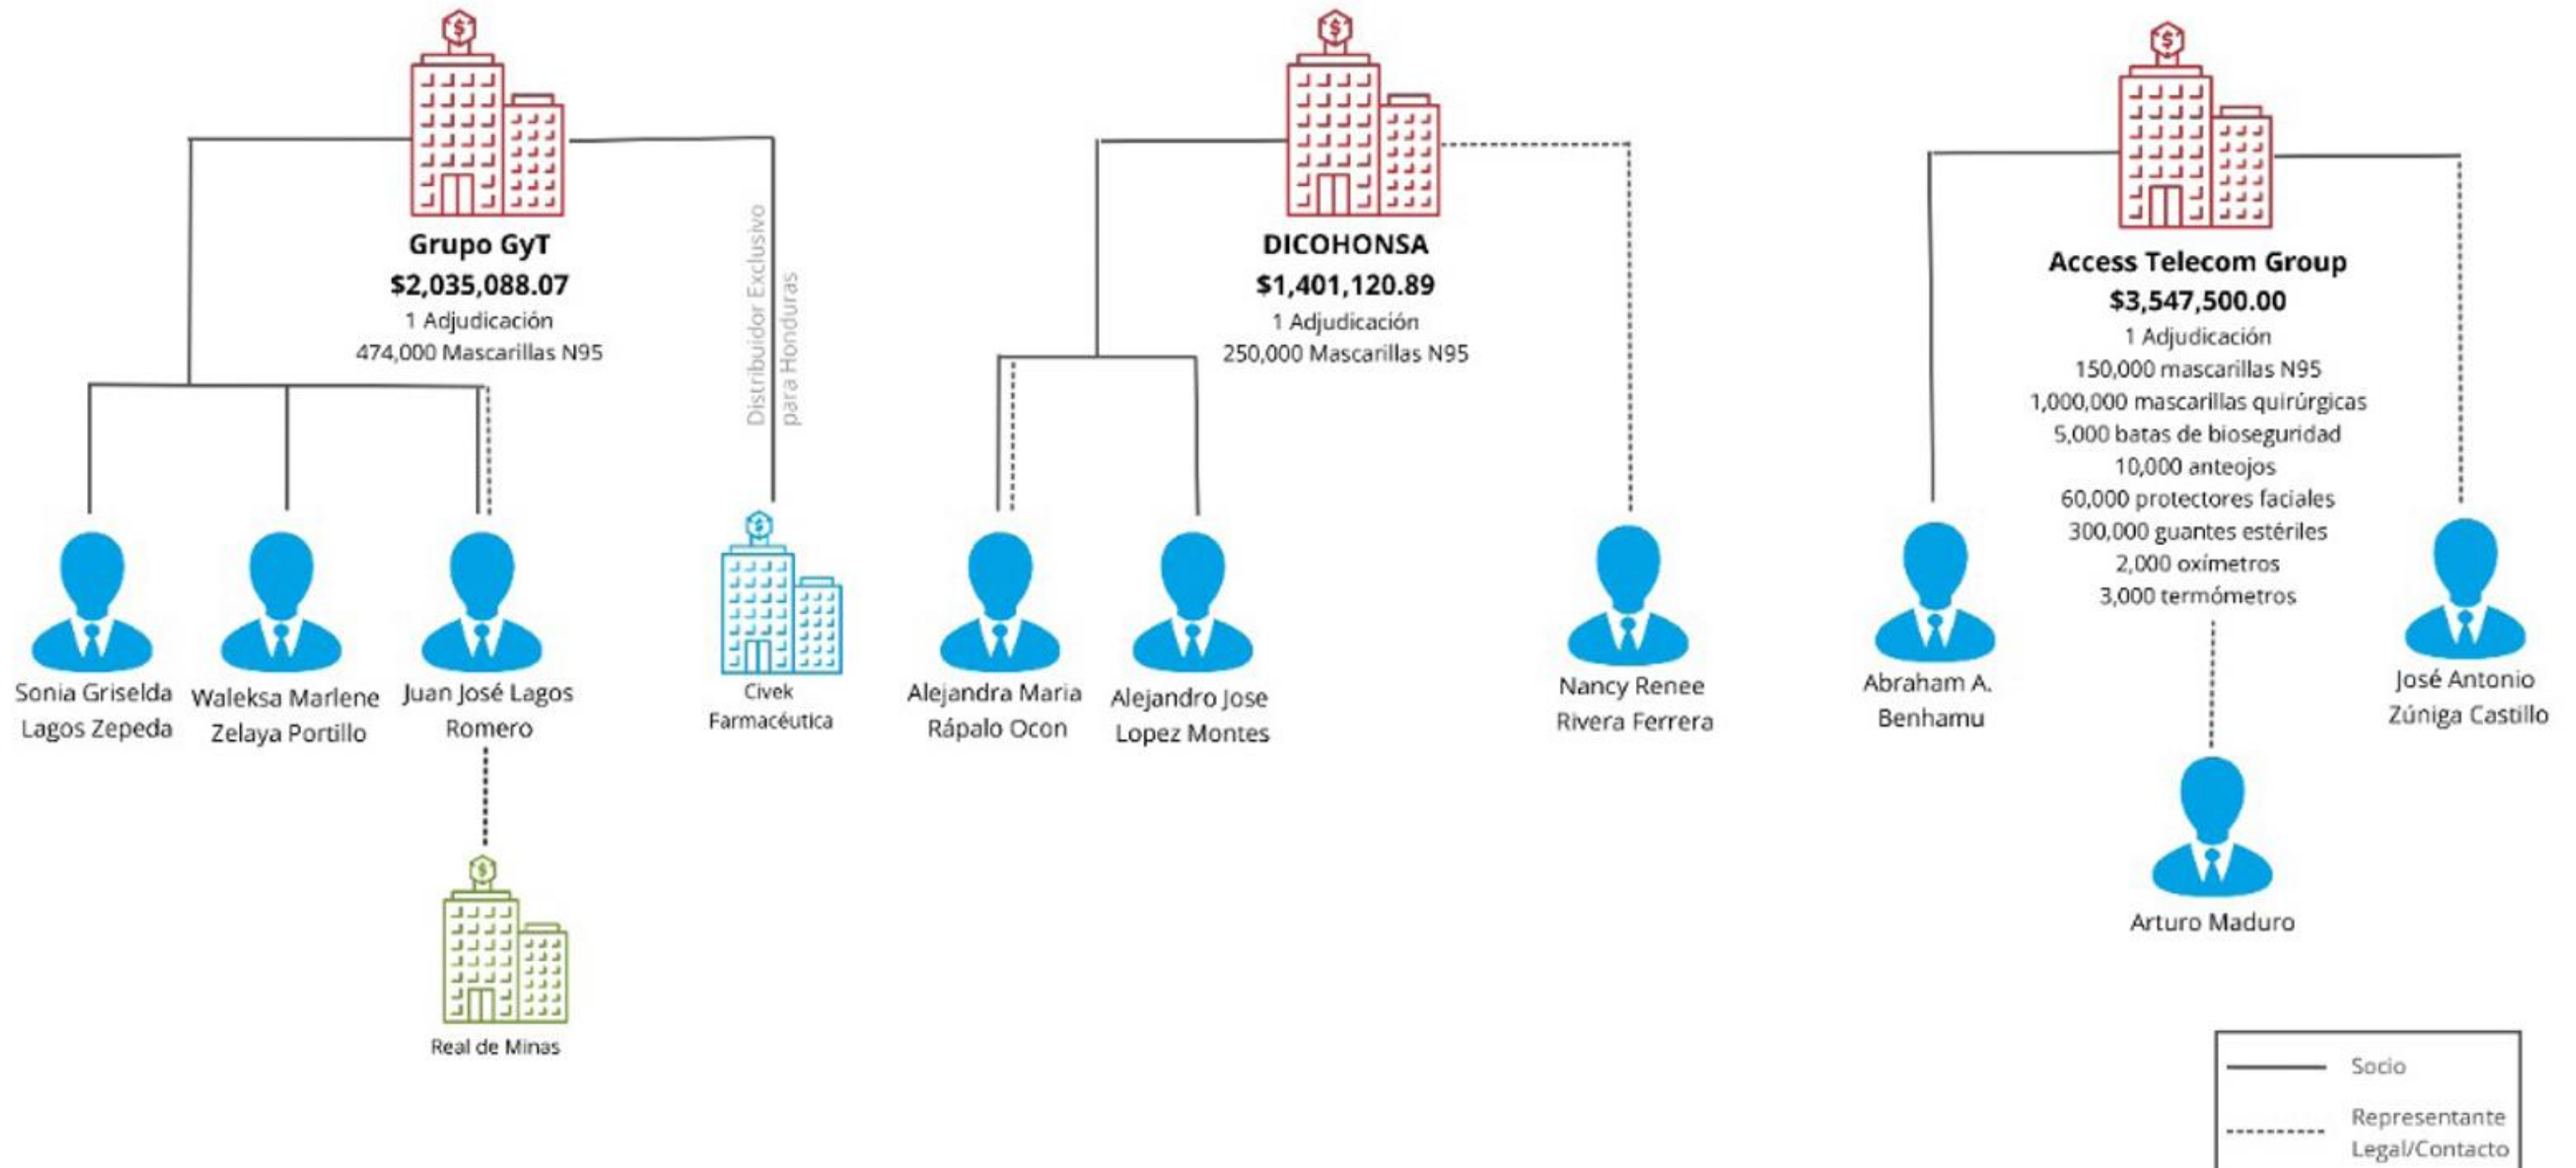 Grupo GyT
$2,035,088.07
1 Adjudicación
474,000 Mascarillas N95
Distribuidor Exclusivo
para Honduras
Sonia Griselda
Lagos Zepeda
Waleksa Marlene
Zelaya Portillo
Juan José Lagos
Romero
Civek
Farmacéutica
Real de Minas
DICOHONSA
$1,401,120.89
1 Adjudicación
250,000 Mascarillas N95
Alejandra Maria
Rápalo Ocon
Alejandro Jose
Lopez Montes
Nancy Renee
Rivera Ferrera
Access Telecom Group
$3,547,500.00
1 Adjudicación
150,000 mascarillas N95
1,000,000 mascarillas quirúrgicas
5,000 batas de bioseguridad
10,000 anteojos
60,000 protectores faciales
300,000 guantes estériles
2,000 oxímetros
3,000 termómetros
Abraham A.
Benhamu
José Antonio
Zúniga Castillo
Arturo Maduro
Socio
Representante
Legal/Contacto